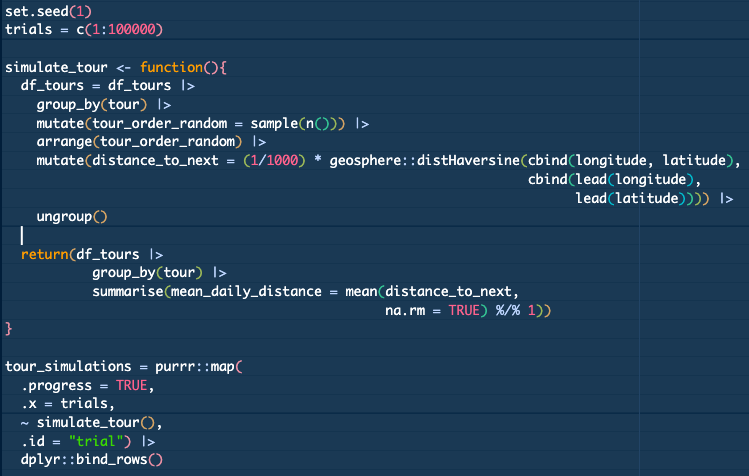 set.seed(1)
trials = c(1:100000)

simulate_tour <- function(){
  df_tours = df_tours |>
    group_by(tour) |>
    mutate(tour_order_random = sample(n())) |>
    arrange(tour_order_random) |>
    mutate(distance_to_next = (1/1000) * geosphere::distHaversine(cbind(longitude, latitude),
                                                                  cbind(lead(longitude),
                                                                        lead(latitude)))) |>
    ungroup()

  return(df_tours |>
           group_by(tour) |>
           summarise(mean_daily_distance = mean(distance_to_next,
                                                na.rm = TRUE) %/% 1))
}

tour_simulations = purrr::map(
  .progress = TRUE,
  .x = trials,
  ~ simulate_tour(),
  .id = "trial") |>
  dplyr::bind_rows()